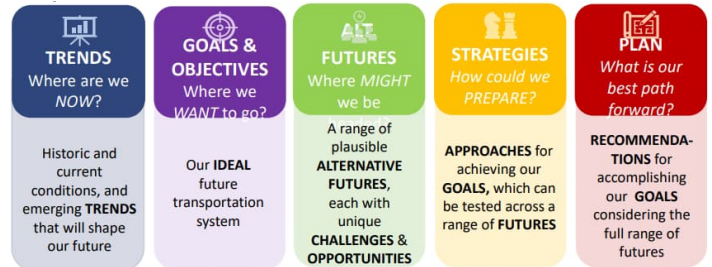 TRENDS
Where are we
NOW?
Historic and
current
conditions, and
emerging TRENDS
that will shape
our future
GOALS &
OBJECTIVES
Where we
WANT to go?
Our IDEAL
future
transportation
system
ALT
FUTURES
Where MIGHT
we be
A range of
plausible
ALTERNATIVE
FUTURES,
each with
unique
CHALLENGES &
OPPORTUNITIES
STRATEGIES
How could we
PREPARE?
APPROACHES for
achieving our
GOALS, which can
be tested across a
range of FUTURES
PLAN
What is our
best path
forward?
RECOMMENDA-
TIONS for
accomplishing
our GOALS
considering the
full range of
futures